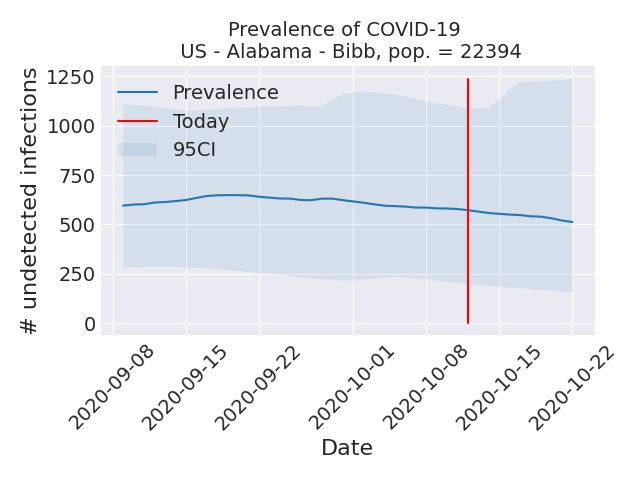 Prevalence of COVID-19
US - Alabama - Bibb, pop. = 22394
# undetected infections
1250
1000
750
500
250
0
Prevalence
Today
95CI
2020-09-08
2020-09-15
2020-09-22
2020-10-01
2020-10-08
2020-10-15
2020-10-22
Date